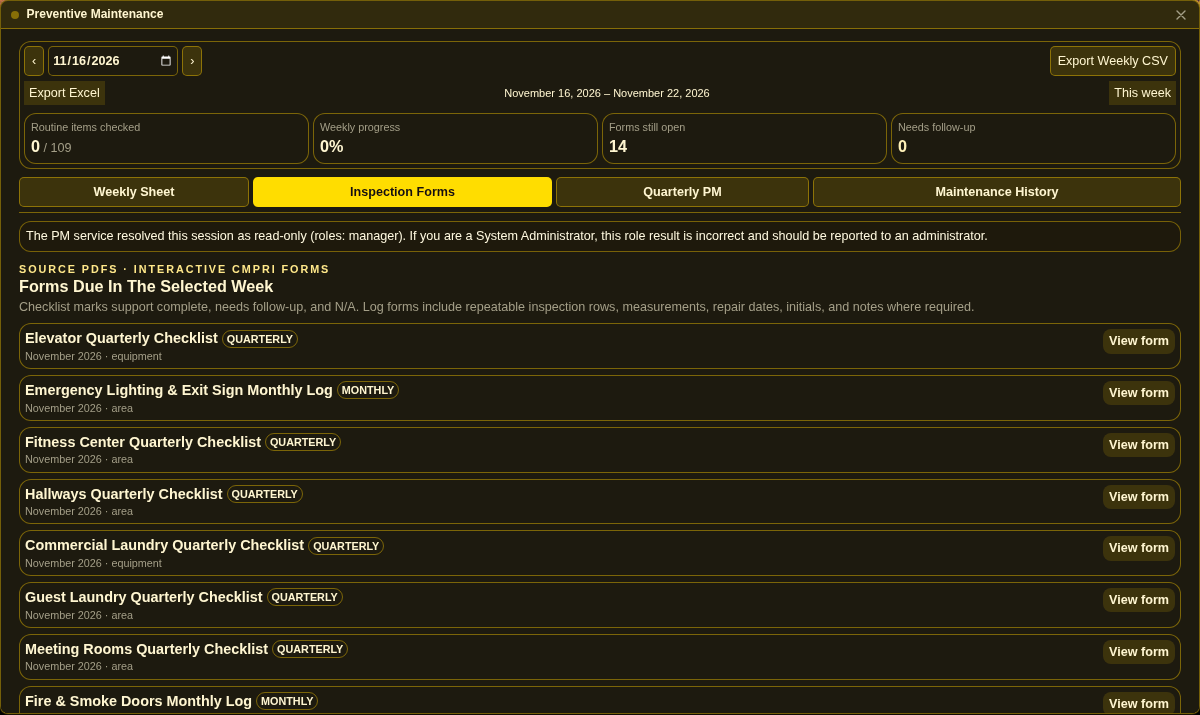 Preventive Maintenance
‹ 11/16/2026 › Export Weekly CSV
Export Excel November 16, 2026 – November 22, 2026 This week
Routine items checked
0 / 109
Weekly progress
0%
Forms still open
14
Needs follow-up
0
Weekly Sheet Inspection Forms Quarterly PM Maintenance History
The PM service resolved this session as read-only (roles: manager). If you are a System Administrator, this role result is incorrect and should be reported to an administrator.
SOURCE PDFS · INTERACTIVE CMPRI FORMS
Forms Due In The Selected Week
Checklist marks support complete, needs follow-up, and N/A. Log forms include repeatable inspection rows, measurements, repair dates, initials, and notes where required.
Elevator Quarterly Checklist QUARTERLY View form
November 2026 · equipment
Emergency Lighting & Exit Sign Monthly Log MONTHLY View form
November 2026 · area
Fitness Center Quarterly Checklist QUARTERLY View form
November 2026 · area
Hallways Quarterly Checklist QUARTERLY View form
November 2026 · area
Commercial Laundry Quarterly Checklist QUARTERLY View form
November 2026 · equipment
Guest Laundry Quarterly Checklist QUARTERLY View form
November 2026 · area
Meeting Rooms Quarterly Checklist QUARTERLY View form
November 2026 · area
Fire & Smoke Doors Monthly Log MONTHLY View form